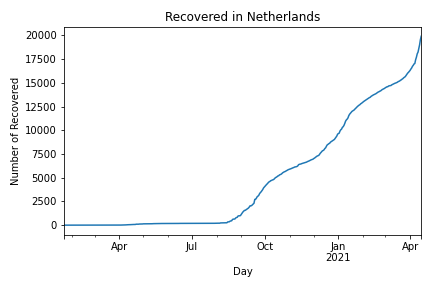 Recovered in Netherlands
Number of Recovered
20000
17500
15000
12500
10000
7500
5000
2500
0
Apr
Jul
Oct
Jan
2021
Apr
Day